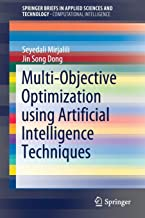 SPRINGER BRIEFS IN APPLIED SCIENCES AND
TECHNOLOGY · COMPUTATIONAL INTELLIGENCE
Seyedali Mirjalili
Jin Song Dong
Multi-Objective
Optimization
using Artificial
Intelligence
Techniques
Springer